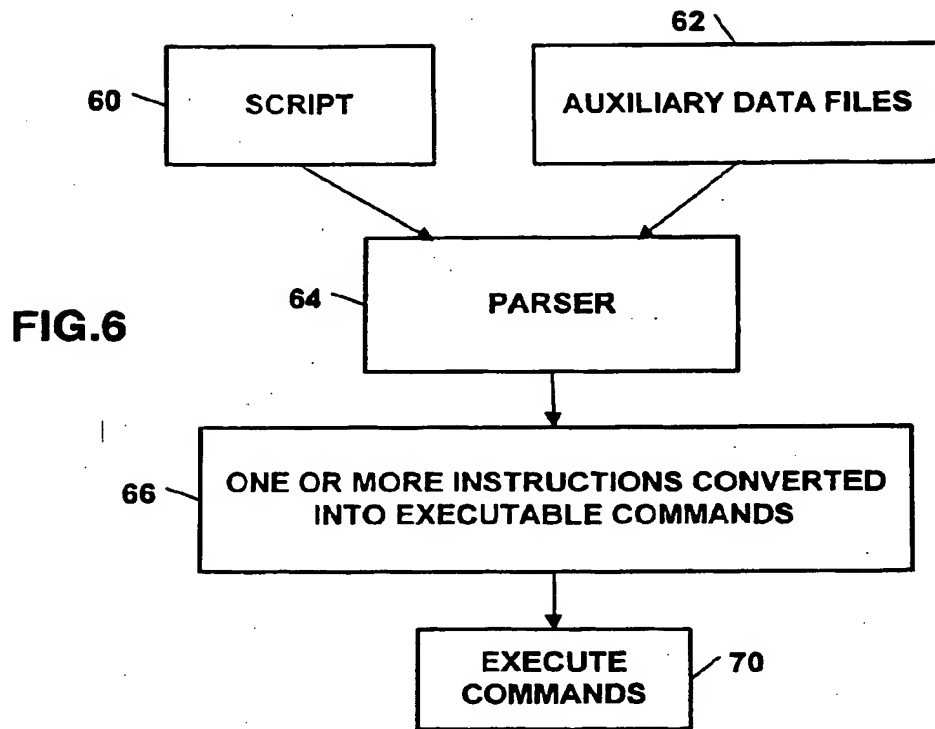 62
60
SCRIPT
AUXILIARY DATA FILES
64
PARSER
FIG.6
66
ONE OR MORE INSTRUCTIONS CONVERTED
INTO EXECUTABLE COMMANDS
EXECUTE
COMMANDS
70